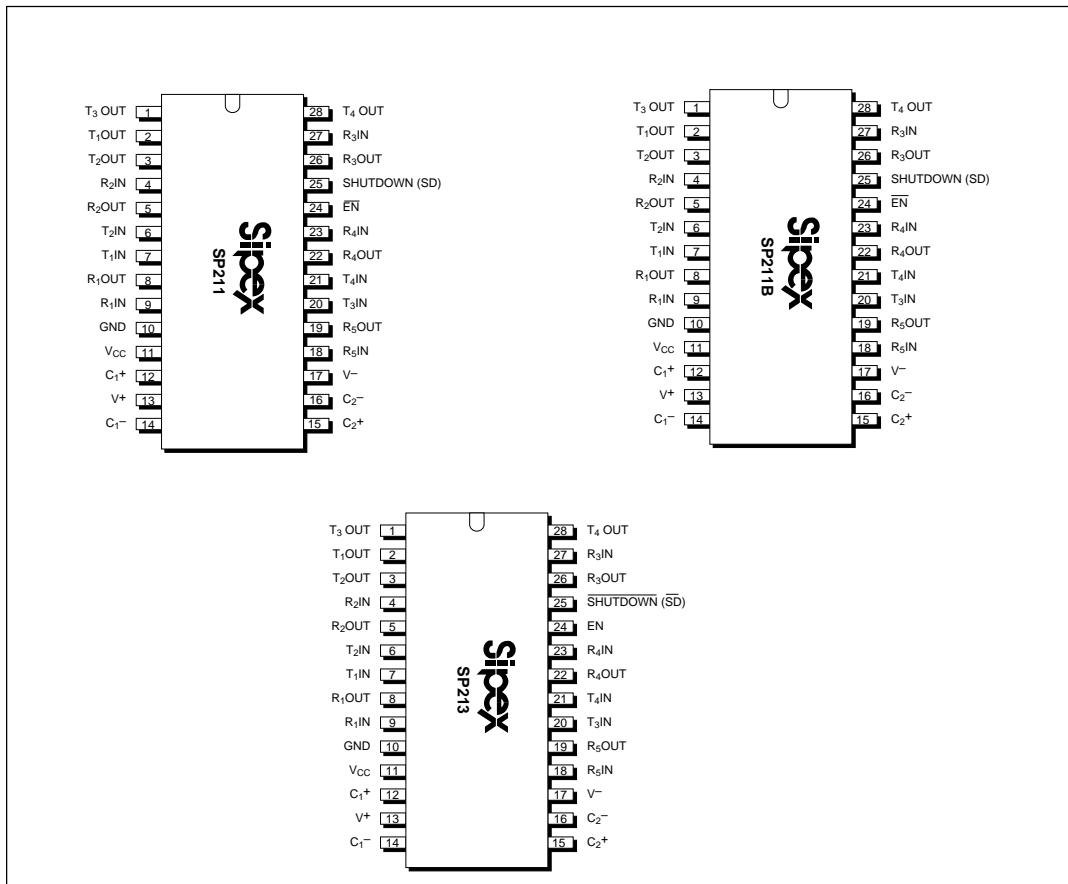 T3 OUT 1 28 T4 OUT
T1OUT 2 27 R3IN
T2OUT 3 26 R3OUT
R2IN 4 25 SHUTDOWN (SD)
R2OUT 5 24 E̅N̅
T2IN 6 23 R4IN
T1IN 7 22 R4OUT
R1OUT 8 21 T4IN
R1IN 9 20 T3IN
GND 10 19 R5OUT
VCC 11 18 R5IN
C1+ 12 17 V–
V+ 13 16 C2–
C1– 14 15 C2+
Sipex
SP211
T3 OUT 1 28 T4 OUT
T1OUT 2 27 R3IN
T2OUT 3 26 R3OUT
R2IN 4 25 SHUTDOWN (SD)
R2OUT 5 24 E̅N̅
T2IN 6 23 R4IN
T1IN 7 22 R4OUT
R1OUT 8 21 T4IN
R1IN 9 20 T3IN
GND 10 19 R5OUT
VCC 11 18 R5IN
C1+ 12 17 V–
V+ 13 16 C2–
C1– 14 15 C2+
Sipex
SP211B
T3 OUT 1 28 T4 OUT
T1OUT 2 27 R3IN
T2OUT 3 26 R3OUT
R2IN 4 25 S̅H̅U̅T̅D̅O̅W̅N̅ (S̅D̅)
R2OUT 5 24 EN
T2IN 6 23 R4IN
T1IN 7 22 R4OUT
R1OUT 8 21 T4IN
R1IN 9 20 T3IN
GND 10 19 R5OUT
VCC 11 18 R5IN
C1+ 12 17 V–
V+ 13 16 C2–
C1– 14 15 C2+
Sipex
SP213